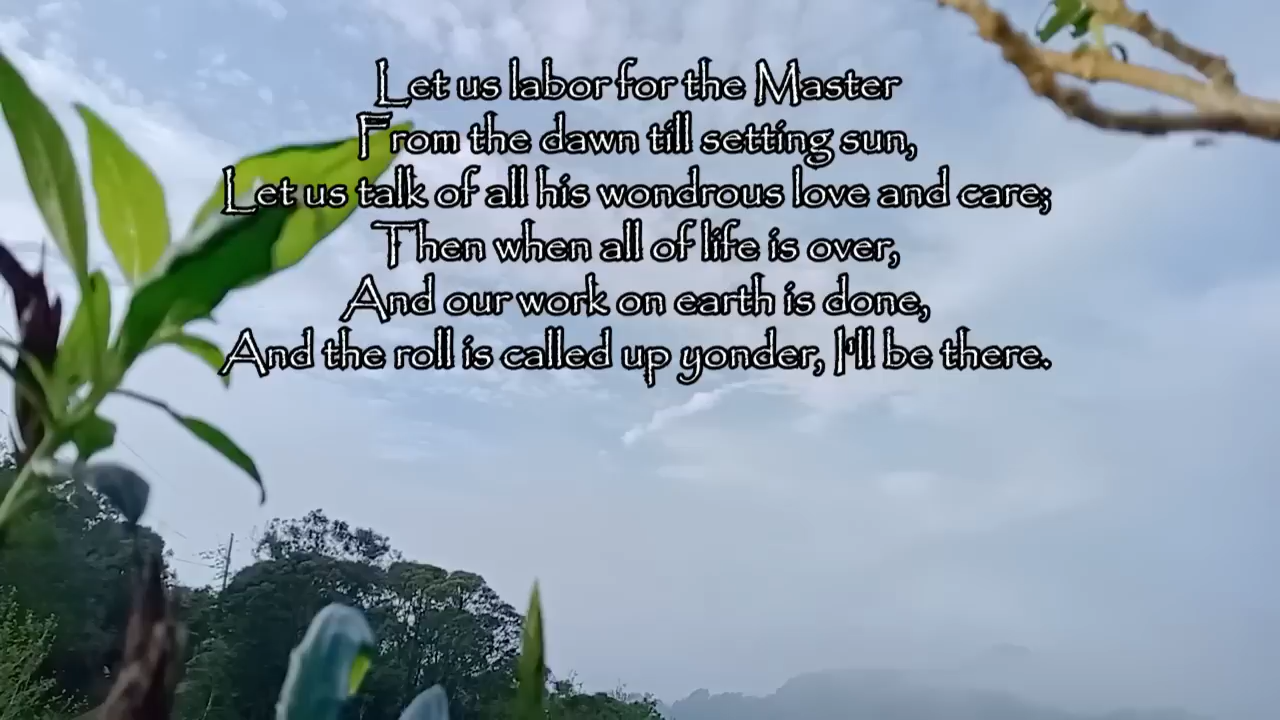 Let us labor for the Master
From the dawn till setting sun,
Let us talk of all his wondrous love and care;
Then when all of life is over,
And our work on earth is done,
And the roll is called up yonder, I'll be there.